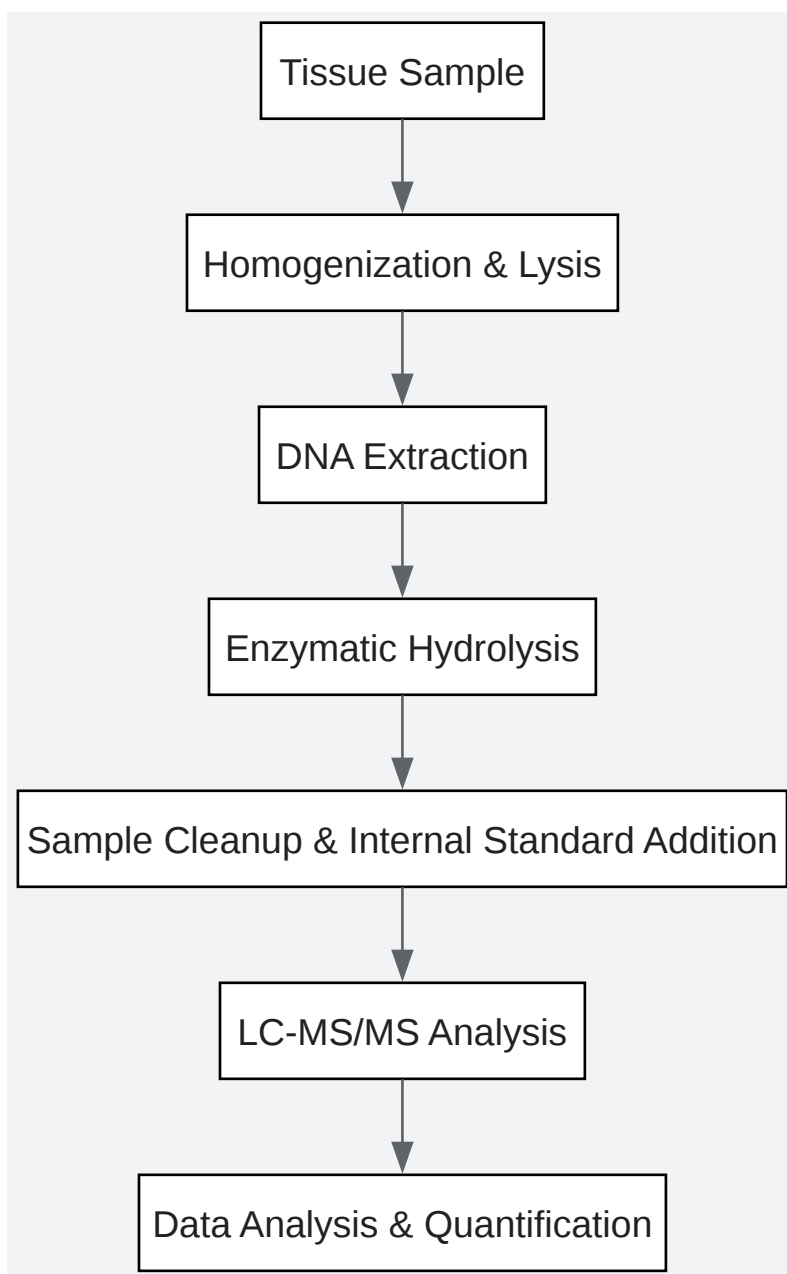 Tissue Sample
Homogenization & Lysis
DNA Extraction
Enzymatic Hydrolysis
Sample Cleanup & Internal Standard Addition
LC-MS/MS Analysis
Data Analysis & Quantification